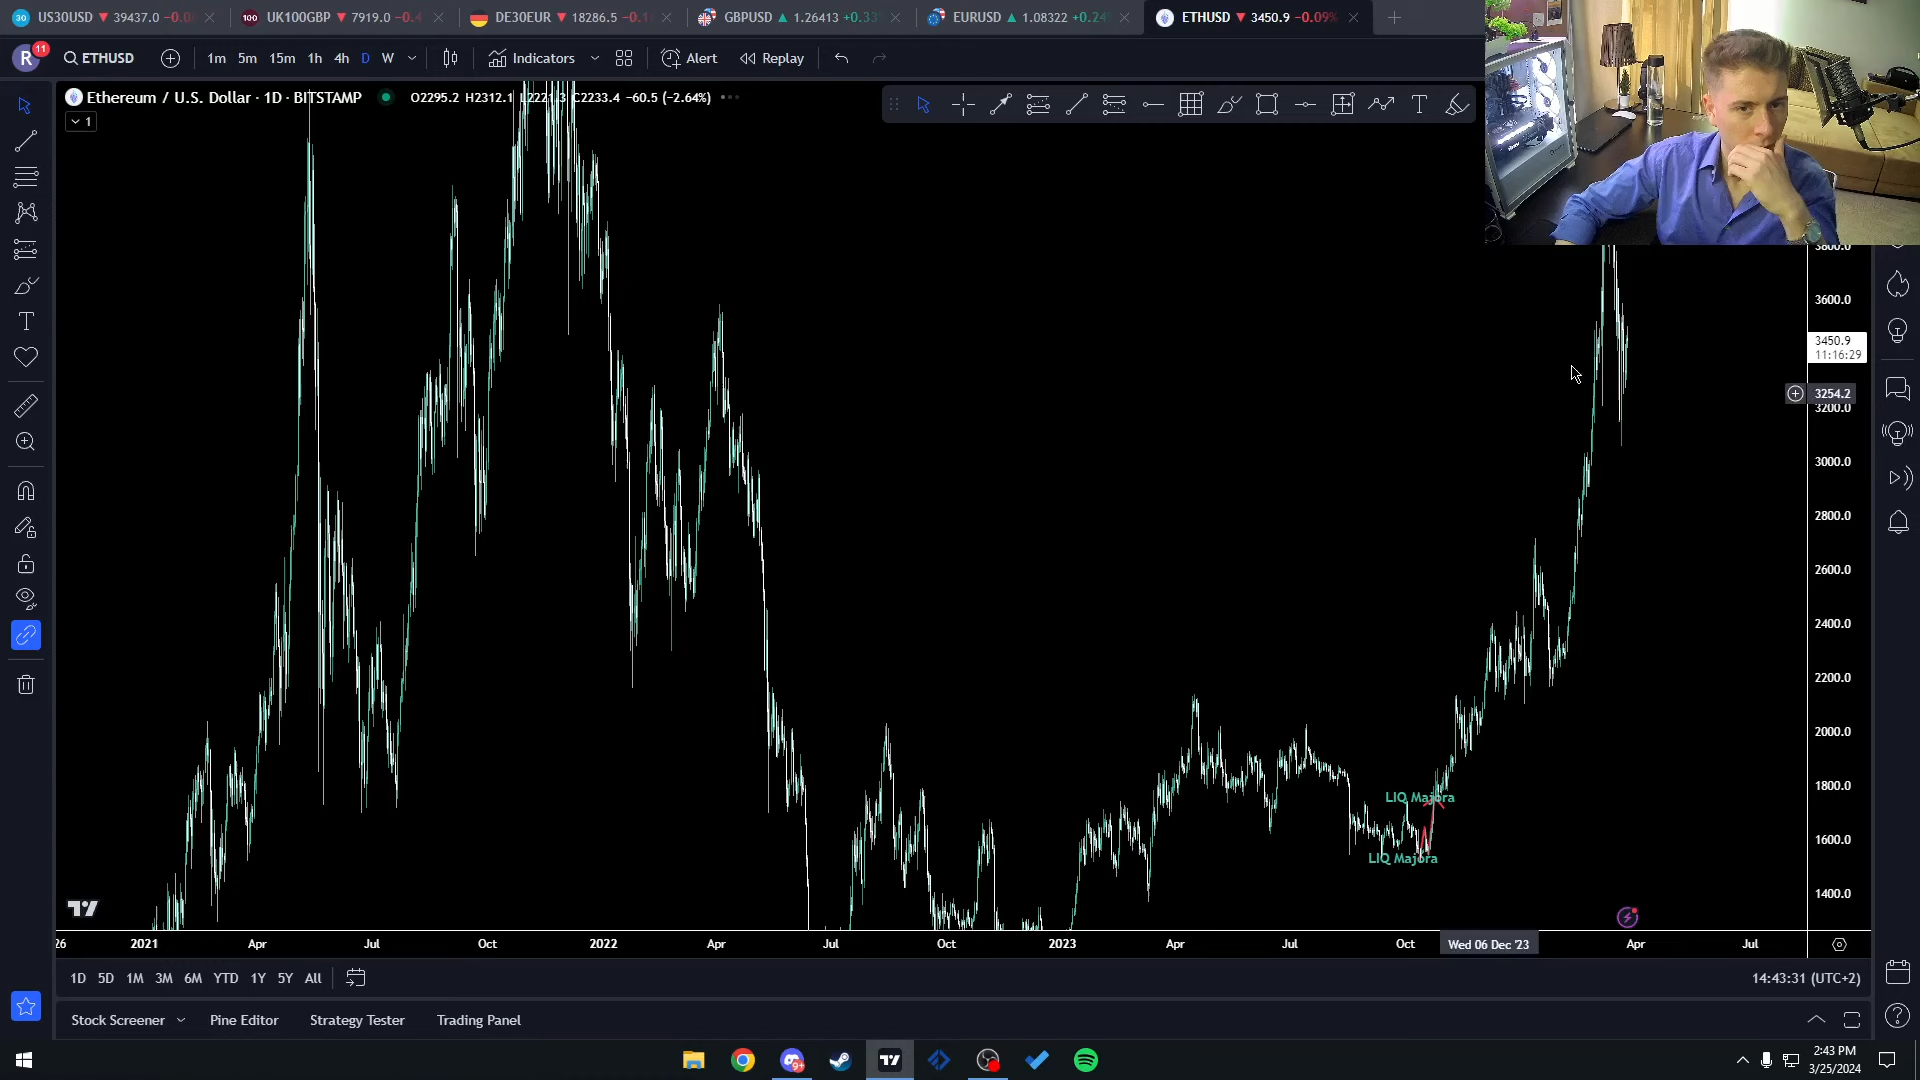 US30USD 39437.0 UK100GBP 7919.0 DE30EUR 18286.5 GBPUSD 1.26413 EURUSD 1.08322 ETHUSD 3450.9 −0.09%
R 11 ETHUSD 1m 5m 15m 1h 4h D W Indicators Alert Replay
Ethereum / U.S. Dollar · 1D · BITSTAMP O2295.2 H2312.1 L2221.3 C2233.4 −60.5 (−2.64%)
1
3800.0
3600.0
3450.9
11:16:29
3254.2
3200.0
3000.0
2800.0
2600.0
2400.0
2200.0
2000.0
1800.0
LIQ Majora
1600.0
LIQ Majora
1400.0
26 2021 Apr Jul Oct 2022 Apr Jul Oct 2023 Apr Jul Oct Wed 06 Dec '23 Apr Jul
1D 5D 1M 3M 6M YTD 1Y 5Y All 14:43:31 (UTC+2)
Stock Screener Pine Editor Strategy Tester Trading Panel
2:43 PM
3/25/2024